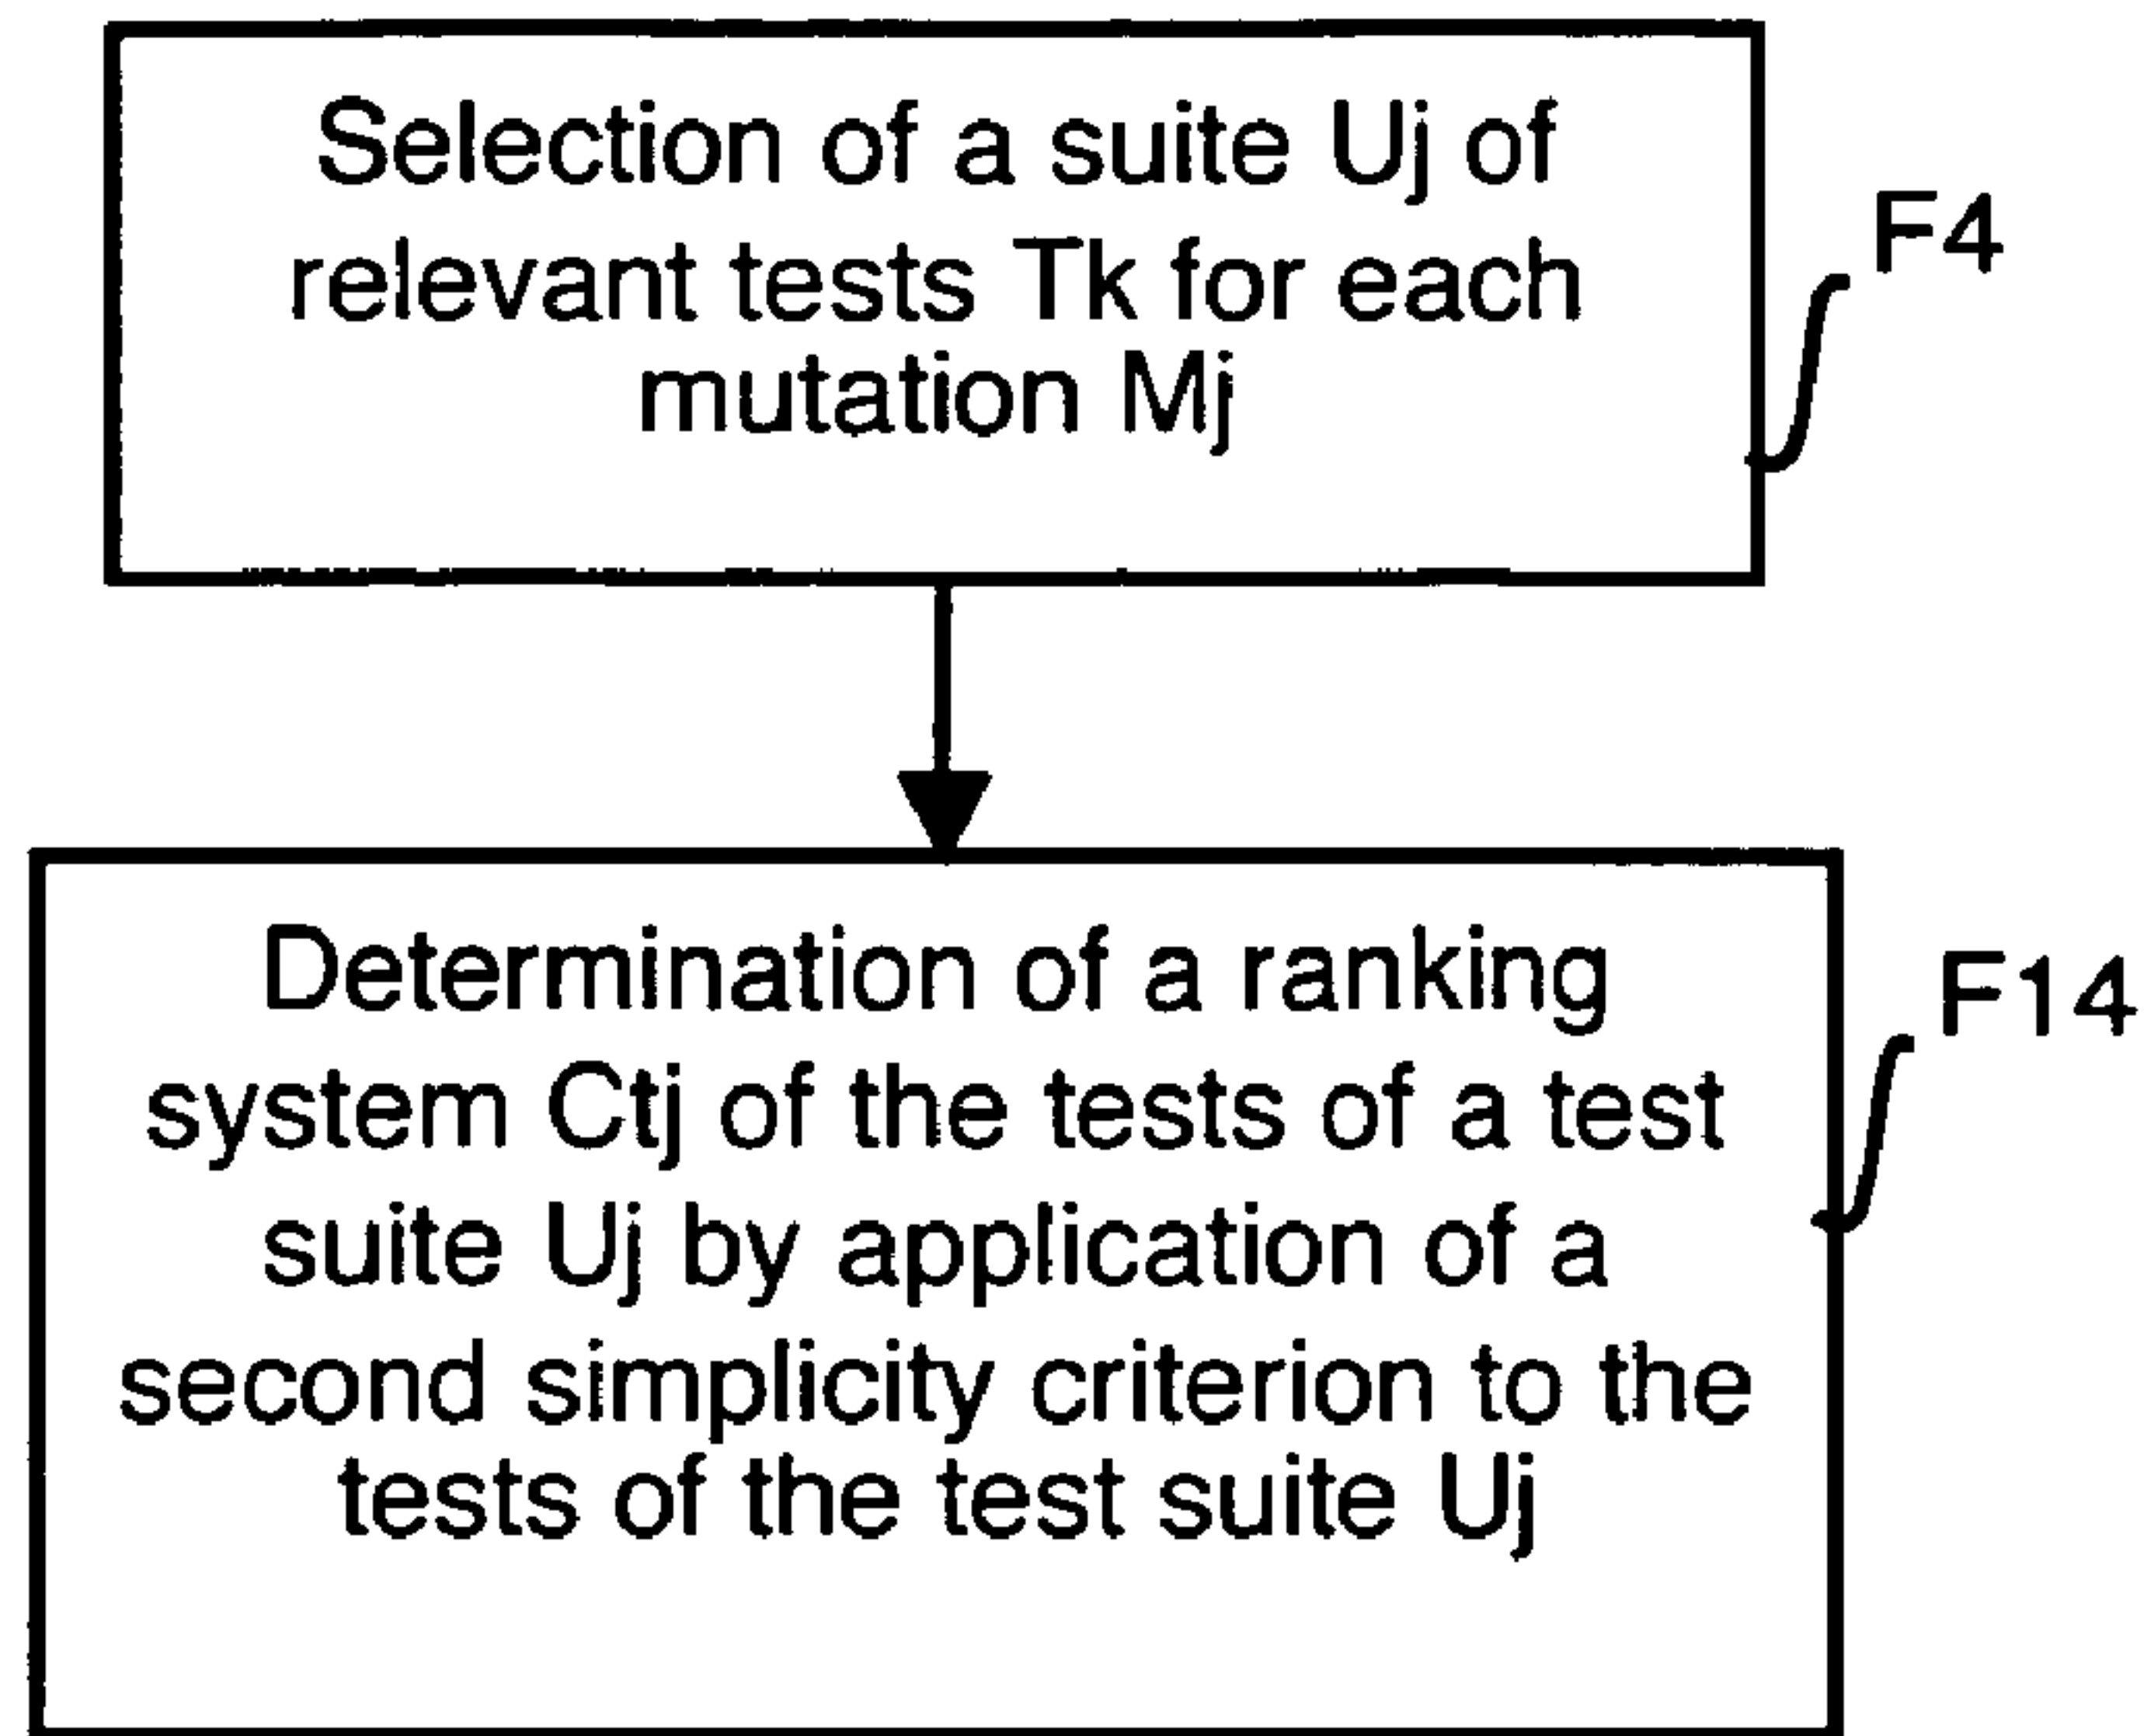 Selection of a suite Uj of
relevant tests Tk for each
mutation Mj
F4
Determination of a ranking
system Ctj of the tests of a test
suite Uj by application of a
second simplicity criterion to the
tests of the test suite Uj
F14